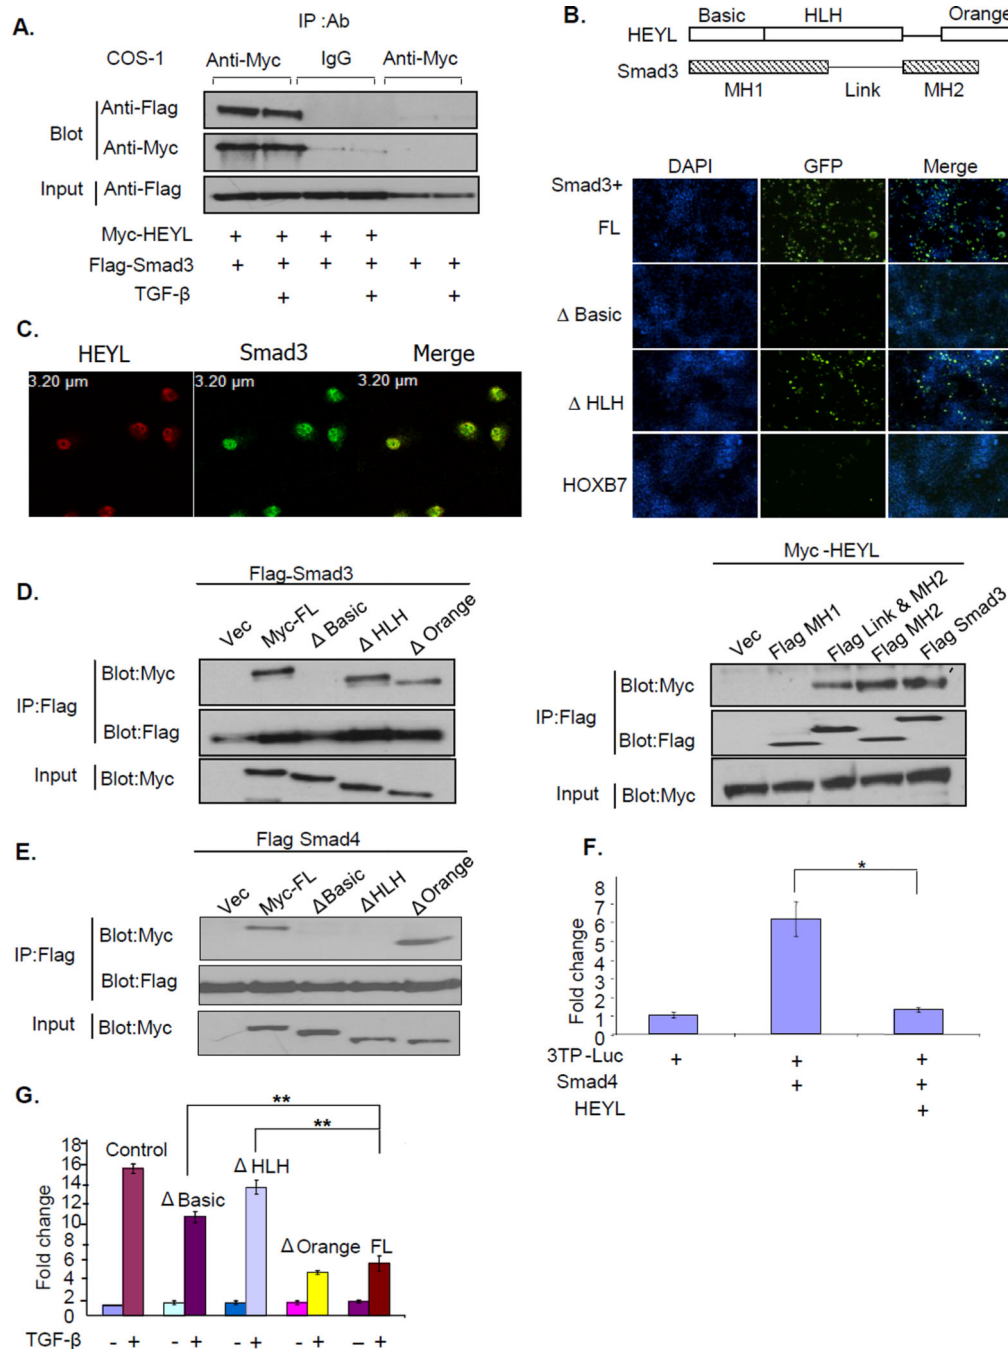 A.
IP :Ab
COS-1
Anti-Myc IgG Anti-Myc
Blot
Anti-Flag
Anti-Myc
Input Anti-Flag
Myc-HEYL + + + +
Flag-Smad3 + + + + + +
TGF-β + + +
B.
Basic HLH Orange
HEYL
Smad3
MH1 Link MH2
DAPI GFP Merge
Smad3+
FL
Δ Basic
Δ HLH
HOXB7
C.
HEYL Smad3 Merge
3.20 µm 3.20 µm 3.20 µm
D.
Flag-Smad3
Vec Myc-FL Δ Basic Δ HLH Δ Orange
IP:Flag
Blot:Myc
Blot:Flag
Input Blot:Myc
Myc-HEYL
Vec Flag MH1 Flag Link & MH2 Flag MH2 Flag Smad3
IP:Flag
Blot:Myc
Blot:Flag
Input Blot:Myc
E.
Flag Smad4
Vec Myc-FL ΔBasic ΔHLH ΔOrange
IP:Flag
Blot:Myc
Blot:Flag
Input Blot:Myc
F.
*
Fold change
8
7
6
5
4
3
2
1
0
3TP-Luc + + +
Smad4 + +
HEYL +
G.
**
**
Fold change
18
16
14
12
10
8
6
4
2
0
Control
Δ Basic
Δ HLH
Δ Orange
FL
TGF-β - + - + - + - + - +